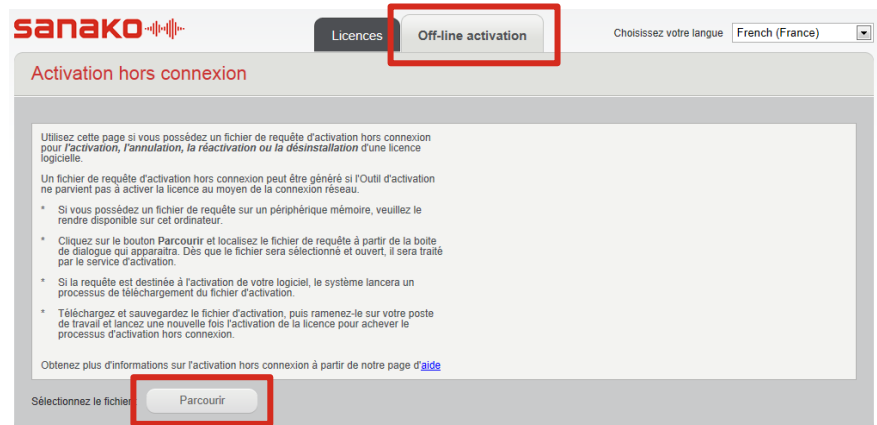 sanako
Licences
Off-line activation
Choisissez votre langue
French (France)
Activation hors connexion
Utilisez cette page si vous possédez un fichier de requête d'activation hors connexion
pour l'activation, l'annulation, la réactivation ou la désinstallation d'une licence
logicielle.
Un fichier de requête d'activation hors connexion peut être généré si l'Outil d'activation
ne parvient pas à activer la licence au moyen de la connexion réseau.
* Si vous possédez un fichier de requête sur un périphérique mémoire, veuillez le
rendre disponible sur cet ordinateur.
* Cliquez sur le bouton Parcourir et localisez le fichier de requête à partir de la boite
de dialogue qui apparaitra. Dès que le fichier sera sélectionné et ouvert, il sera traité
par le service d'activation.
* Si la requête est destinée à l'activation de votre logiciel, le système lancera un
processus de téléchargement du fichier d'activation.
* Téléchargez et sauvegardez le fichier d'activation, puis ramenez-le sur votre poste
de travail et lancez une nouvelle fois l'activation de la licence pour achever le
processus d'activation hors connexion.
Obtenez plus d'informations sur l'activation hors connexion à partir de notre page d'aide
Sélectionnez le fichier:
Parcourir